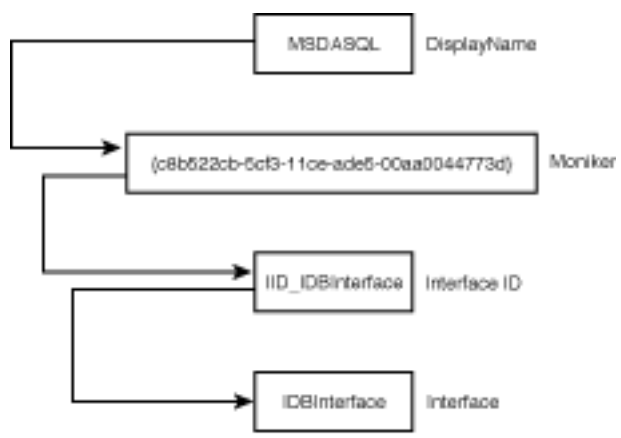 MSDASQL DisplayName
(c8b522cb-5cf3-11ce-ade5-00aa0044773d) Moniker
IID_IDBInterface Interface ID
IDBInterface Interface